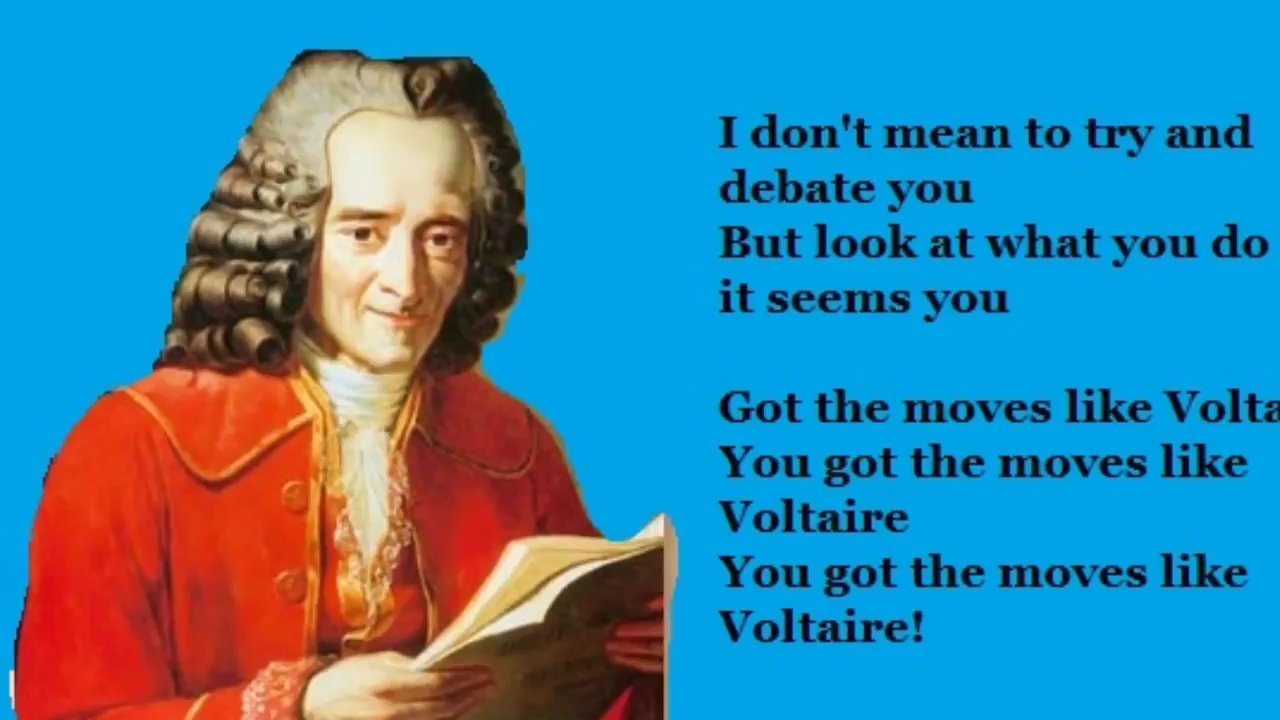 I don't mean to try and
debate you
But look at what you do
it seems you
Got the moves like Volta
You got the moves like
Voltaire
You got the moves like
Voltaire!